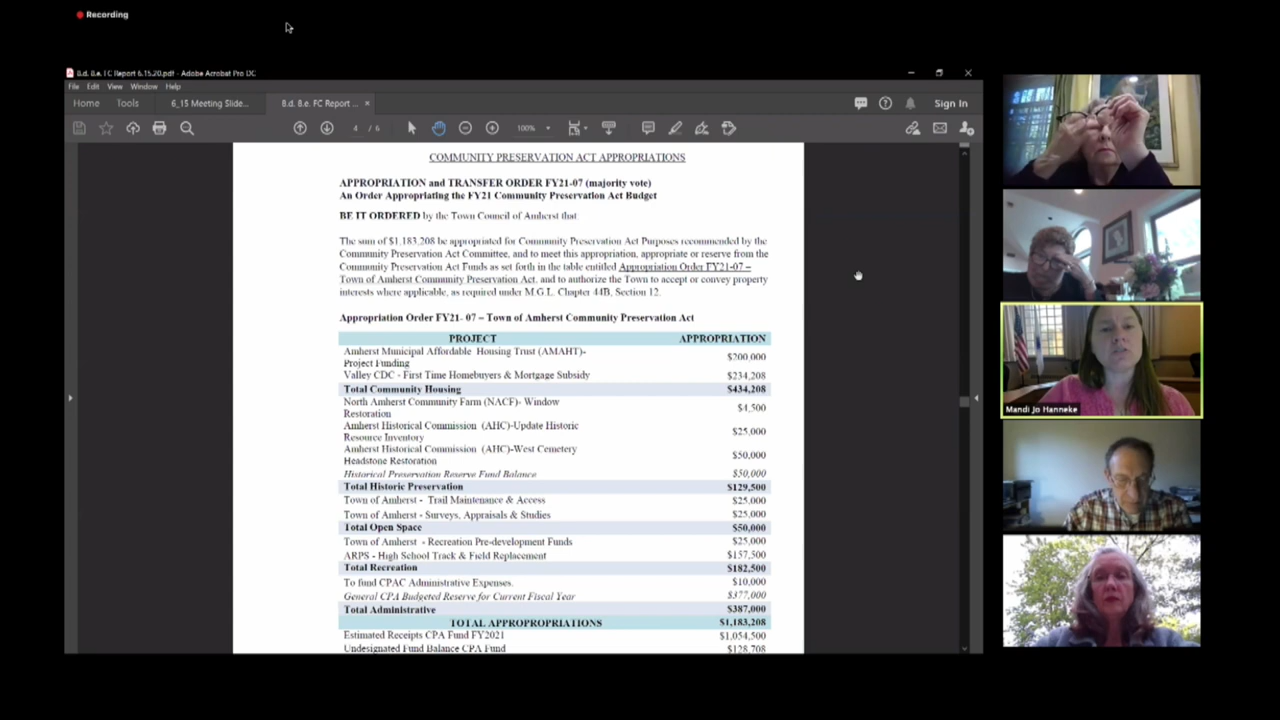 Recording
8.d. 8.e. FC Report 6.15.20.pdf - Adobe Acrobat Pro DC
File Edit View Window Help
Home Tools 6_15 Meeting Slide... 8.d. 8.e. FC Report ... × Sign In
4 / 6 100%
COMMUNITY PRESERVATION ACT APPROPRIATIONS
APPROPRIATION and TRANSFER ORDER FY21-07 (majority vote)
An Order Appropriating the FY21 Community Preservation Act Budget
BE IT ORDERED by the Town Council of Amherst that
The sum of $1,183,208 be appropriated for Community Preservation Act Purposes recommended by the
Community Preservation Act Committee, and to meet this appropriation, appropriate or reserve from the
Community Preservation Act Funds as set forth in the table entitled Appropriation Order FY21-07 –
Town of Amherst Community Preservation Act, and to authorize the Town to accept or convey property
interests where applicable, as required under M.G.L. Chapter 44B, Section 12.
Appropriation Order FY21- 07 – Town of Amherst Community Preservation Act
PROJECT APPROPRIATION
Amherst Municipal Affordable Housing Trust (AMAHT)-
Project Funding $200,000
Valley CDC - First Time Homebuyers & Mortgage Subsidy $234,208
Total Community Housing $434,208
North Amherst Community Farm (NACF)- Window
Restoration $4,500
Amherst Historical Commission (AHC)-Update Historic
Resource Inventory $25,000
Amherst Historical Commission (AHC)-West Cemetery
Headstone Restoration $50,000
Historical Preservation Reserve Fund Balance $50,000
Total Historic Preservation $129,500
Town of Amherst - Trail Maintenance & Access $25,000
Town of Amherst - Surveys, Appraisals & Studies $25,000
Total Open Space $50,000
Town of Amherst - Recreation Pre-development Funds $25,000
ARPS - High School Track & Field Replacement $157,500
Total Recreation $182,500
To fund CPAC Administrative Expenses. $10,000
General CPA Budgeted Reserve for Current Fiscal Year $377,000
Total Administrative $387,000
TOTAL APPROPROPRIATIONS $1,183,208
Estimated Receipts CPA Fund FY2021 $1,054,500
Undesignated Fund Balance CPA Fund $128,708
Mandi Jo Hanneke